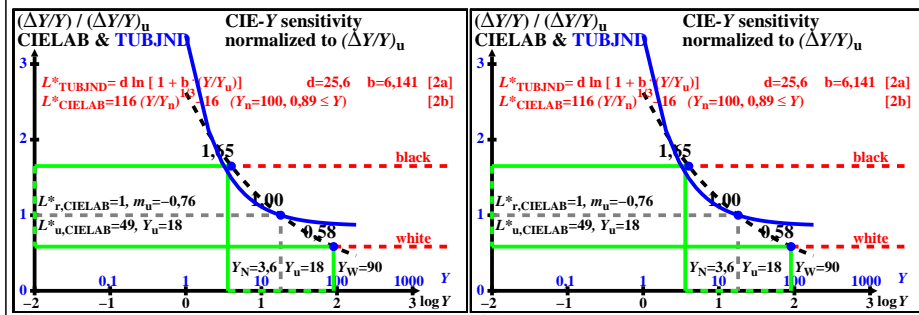 (ΔY/Y) / (ΔY/Y)u
CIE-Y sensitivity
CIELAB & TUBJND
normalized to (ΔY/Y)u
3
L*TUBJND= d ln [ 1 + b (Y/Yu)] d=25,6 b=6,141 [2a]
L*CIELAB=116 (Y/Yn)1/3−16 (Yn=100, 0,89 ≤ Y) [2b]
2
1,65
black
L*r,CIELAB=1, mu=−0,76
1,00
1
L*u,CIELAB=49, Yu=18
0,58
white
YN=3,6 Yu=18 YW=90
0,1 1 10 100 1000 Y
0
−2 −1 0 1 2 3 log Y
(ΔY/Y) / (ΔY/Y)u
CIE-Y sensitivity
CIELAB & TUBJND
normalized to (ΔY/Y)u
3
L*TUBJND= d ln [ 1 + b (Y/Yu)] d=25,6 b=6,141 [2a]
L*CIELAB=116 (Y/Yn)1/3−16 (Yn=100, 0,89 ≤ Y) [2b]
2
1,65
black
L*r,CIELAB=1, mu=−0,76
1,00
1
L*u,CIELAB=49, Yu=18
0,58
white
YN=3,6 Yu=18 YW=90
0,1 1 10 100 1000 Y
0
−2 −1 0 1 2 3 log Y